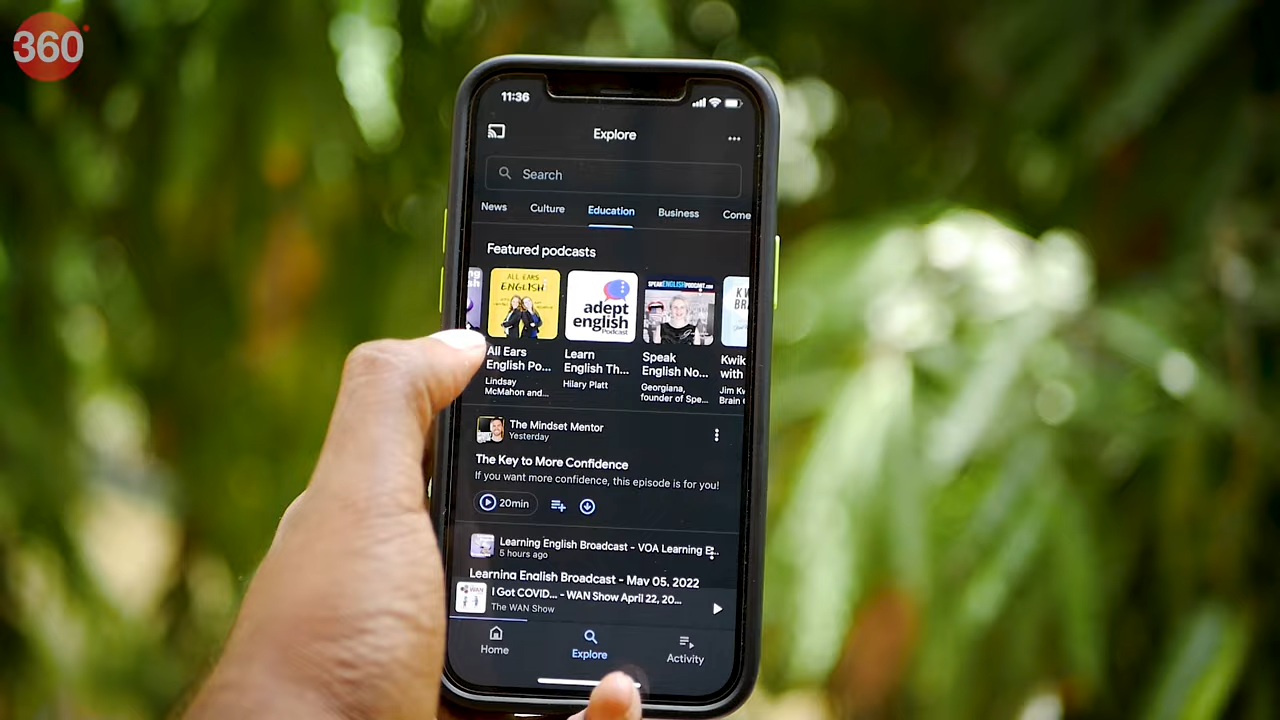 360
11:36
Explore
Search
News Culture Education Business Come
Featured podcasts
ALL EARS
ENGLISH
adept
english
Podcast
SPEAKENGLISHPODCAST.com
KW
BRA
All Ears
English Po...
Lindsay
McMahon and...
Learn
English Th...
Hilary Platt
Speak
English No...
Georgiana,
founder of Spe...
Kwik
with
Jim Kw
Brain
The Mindset Mentor
Yesterday
The Key to More Confidence
If you want more confidence, this episode is for you!
20min
Learning English Broadcast - VOA Learning E...
5 hours ago
Learning English Broadcast - May 05, 2022
WAN
I Got COVID... - WAN Show April 22, 20...
The WAN Show
Home Explore Activity